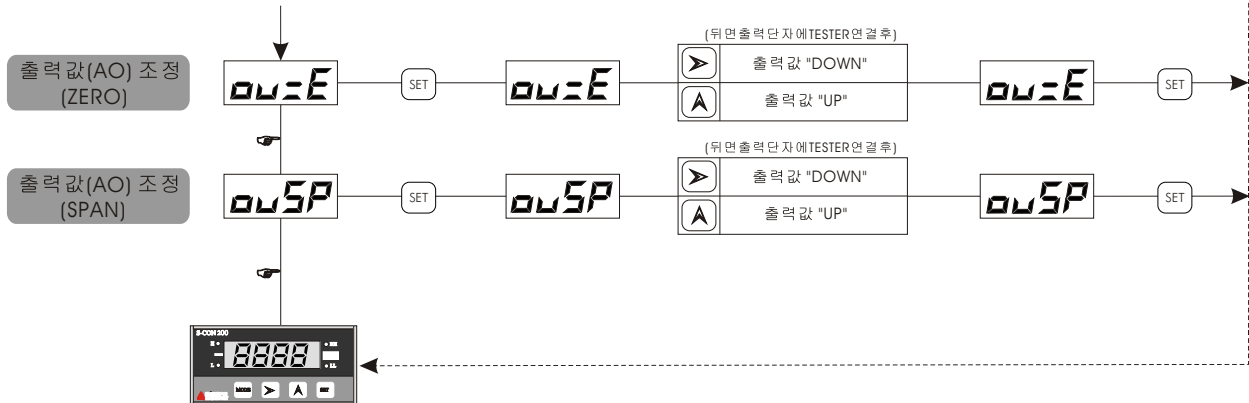 (뒤면출력단자에TESTER연결후)
출력값(AO) 조정
(ZERO)
ou=E
SET
ou=E
출력값 "DOWN"
출력값 "UP"
ou=E
SET
(뒤면출력단자에TESTER연결후)
출력값(AO) 조정
(SPAN)
ouSP
SET
ouSP
출력값 "DOWN"
출력값 "UP"
ouSP
SET
S-CON 200
H
HH
8888
L
LL
MODE
SET